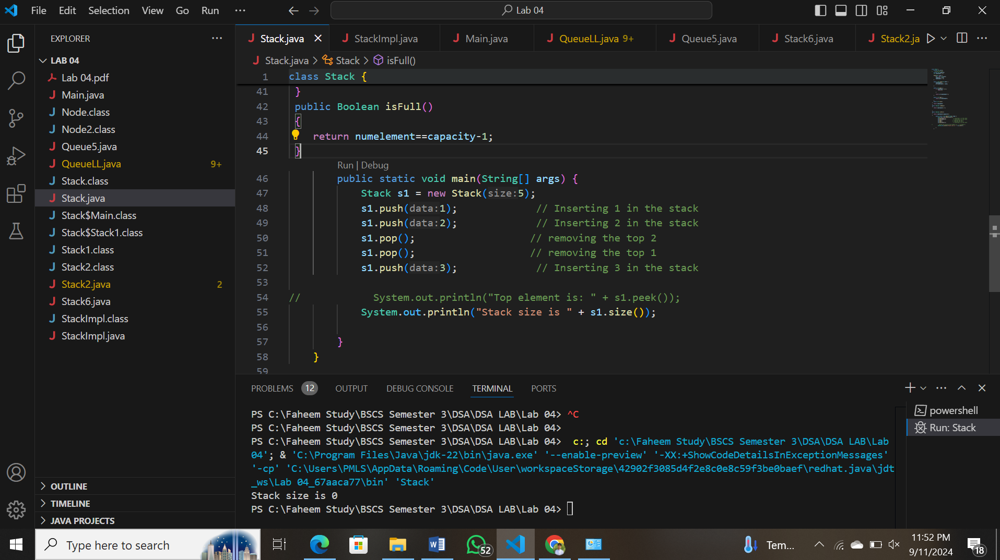 File Edit Selection View Go Run ···
Lab 04
EXPLORER
LAB 04
Lab 04.pdf
Main.java
Node.class
Node2.class
Queue5.java
QueueLL.java 9+
Stack.class
Stack.java
Stack$Main.class
Stack$Stack1.class
Stack1.class
Stack2.class
Stack2.java 2
Stack6.java
StackImpl.class
StackImpl.java
OUTLINE
TIMELINE
JAVA PROJECTS
Stack.java StackImpl.java Main.java QueueLL.java 9+ Queue5.java Stack6.java Stack2.ja
Stack.java > Stack > isFull()
1 class Stack {
41 }
42 public Boolean isFull()
43 {
44 return numelement==capacity-1;
45 }
Run | Debug
46 public static void main(String[] args) {
47 Stack s1 = new Stack(size:5);
48 s1.push(data:1); // Inserting 1 in the stack
49 s1.push(data:2); // Inserting 2 in the stack
50 s1.pop(); // removing the top 2
51 s1.pop(); // removing the top 1
52 s1.push(data:3); // Inserting 3 in the stack
53
54 // System.out.println("Top element is: " + s1.peek());
55 System.out.println("Stack size is " + s1.size());
56
57 }
58 }
59
PROBLEMS 12 OUTPUT DEBUG CONSOLE TERMINAL PORTS
PS C:\Faheem Study\BSCS Semester 3\DSA\DSA LAB\Lab 04> ^C
PS C:\Faheem Study\BSCS Semester 3\DSA\DSA LAB\Lab 04>
PS C:\Faheem Study\BSCS Semester 3\DSA\DSA LAB\Lab 04> c:; cd 'c:\Faheem Study\BSCS Semester 3\DSA\DSA LAB\Lab
04'; & 'C:\Program Files\Java\jdk-22\bin\java.exe' '--enable-preview' '-XX:+ShowCodeDetailsInExceptionMessages'
'-cp' 'C:\Users\PMLS\AppData\Roaming\Code\User\workspaceStorage\42902f3085d4f2e8c0e8c59f3be0baef\redhat.java\jdt
_ws\Lab 04_67aaca77\bin' 'Stack'
Stack size is 0
PS C:\Faheem Study\BSCS Semester 3\DSA\DSA LAB\Lab 04>
powershell
Run: Stack
Type here to search
52
Tem...
11:52 PM
9/11/2024
18